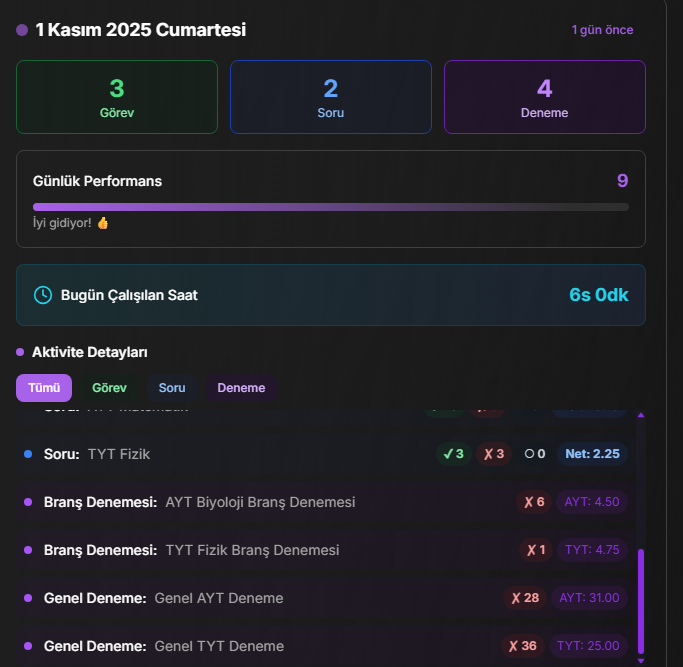 1 Kasım 2025 Cumartesi
1 gün önce
3
Görev
2
Soru
4
Deneme
Günlük Performans
9
İyi gidiyor! 👍
Bugün Çalışılan Saat
6s 0dk
Aktivite Detayları
Tümü Görev Soru Deneme
Soru: TYT Fizik ✓ 3 ✗ 3 ○ 0 Net: 2.25
Branş Denemesi: AYT Biyoloji Branş Denemesi ✗ 6 AYT: 4.50
Branş Denemesi: TYT Fizik Branş Denemesi ✗ 1 TYT: 4.75
Genel Deneme: Genel AYT Deneme ✗ 28 AYT: 31.00
Genel Deneme: Genel TYT Deneme ✗ 36 TYT: 25.00